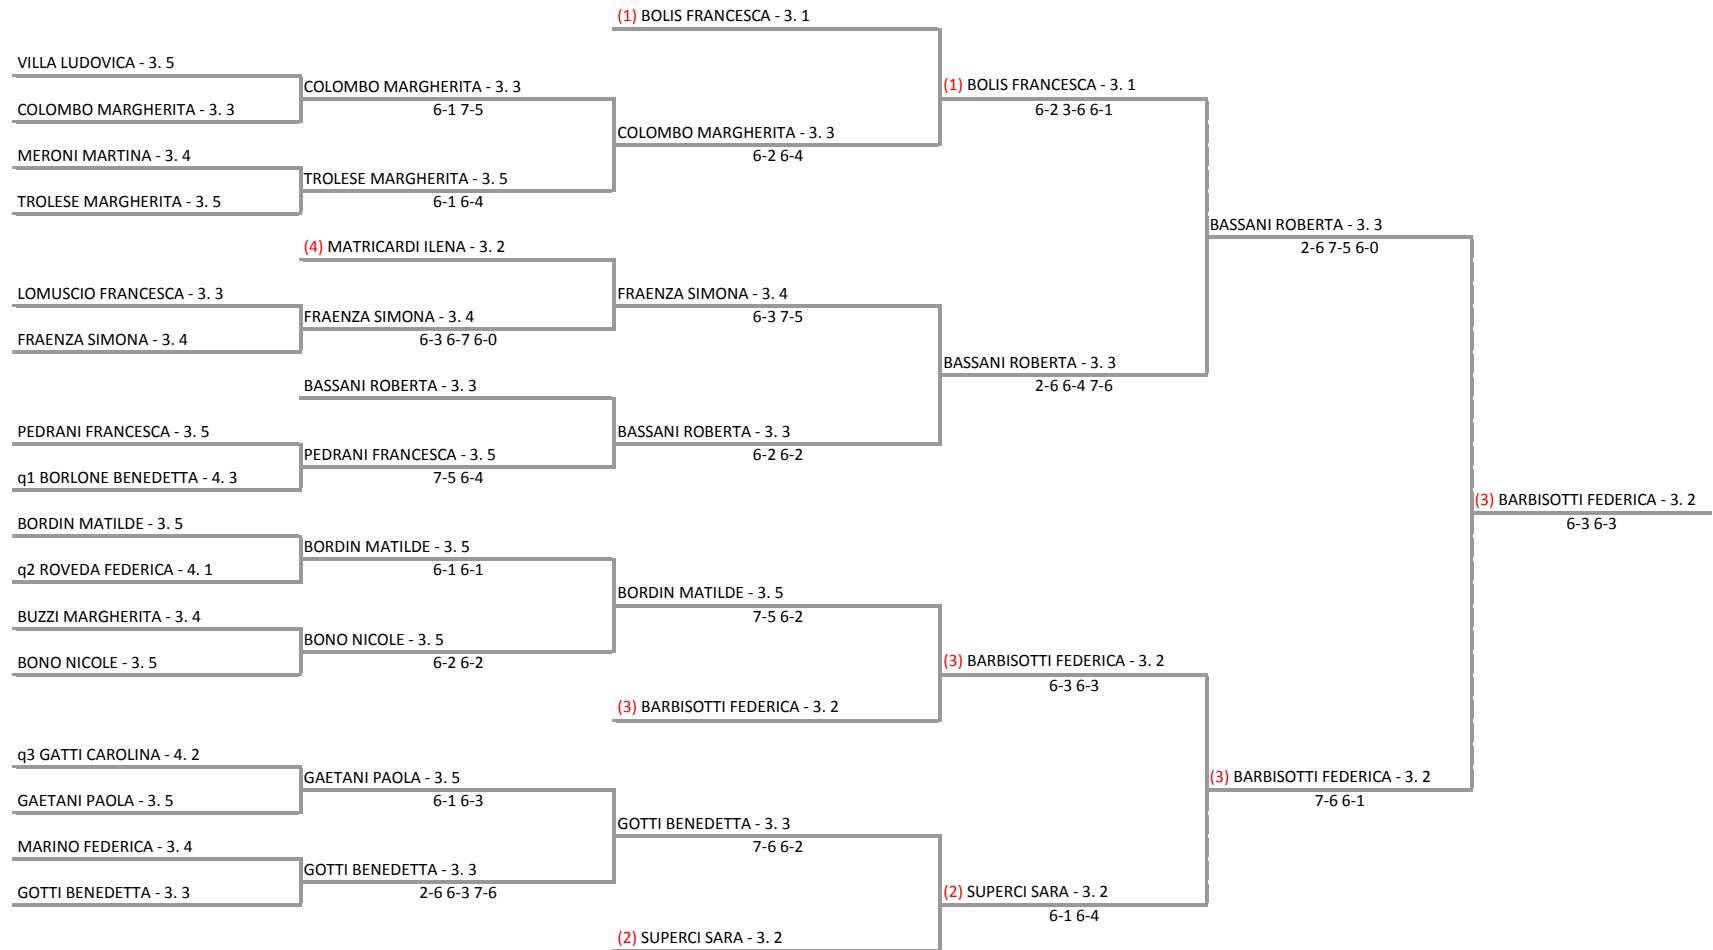 (1) BOLIS FRANCESCA - 3. 1
VILLA LUDOVICA - 3. 5
COLOMBO MARGHERITA - 3. 3
(1) BOLIS FRANCESCA - 3. 1
COLOMBO MARGHERITA - 3. 3
6-1 7-5
6-2 3-6 6-1
COLOMBO MARGHERITA - 3. 3
MERONI MARTINA - 3. 4
6-2 6-4
TROLESE MARGHERITA - 3. 5
TROLESE MARGHERITA - 3. 5
6-1 6-4
BASSANI ROBERTA - 3. 3
(4) MATRICARDI ILENA - 3. 2
2-6 7-5 6-0
LOMUSCIO FRANCESCA - 3. 3
FRAENZA SIMONA - 3. 4
FRAENZA SIMONA - 3. 4
6-3 7-5
FRAENZA SIMONA - 3. 4
6-3 6-7 6-0
BASSANI ROBERTA - 3. 3
BASSANI ROBERTA - 3. 3
2-6 6-4 7-6
PEDRANI FRANCESCA - 3. 5
BASSANI ROBERTA - 3. 3
PEDRANI FRANCESCA - 3. 5
6-2 6-2
q1 BORLONE BENEDETTA - 4. 3
7-5 6-4
(3) BARBISOTTI FEDERICA - 3. 2
BORDIN MATILDE - 3. 5
6-3 6-3
BORDIN MATILDE - 3. 5
q2 ROVEDA FEDERICA - 4. 1
6-1 6-1
BORDIN MATILDE - 3. 5
BUZZI MARGHERITA - 3. 4
7-5 6-2
BONO NICOLE - 3. 5
BONO NICOLE - 3. 5
6-2 6-2
(3) BARBISOTTI FEDERICA - 3. 2
6-3 6-3
(3) BARBISOTTI FEDERICA - 3. 2
q3 GATTI CAROLINA - 4. 2
GAETANI PAOLA - 3. 5
(3) BARBISOTTI FEDERICA - 3. 2
GAETANI PAOLA - 3. 5
6-1 6-3
7-6 6-1
GOTTI BENEDETTA - 3. 3
MARINO FEDERICA - 3. 4
7-6 6-2
GOTTI BENEDETTA - 3. 3
GOTTI BENEDETTA - 3. 3
2-6 6-3 7-6
(2) SUPERCI SARA - 3. 2
6-1 6-4
(2) SUPERCI SARA - 3. 2